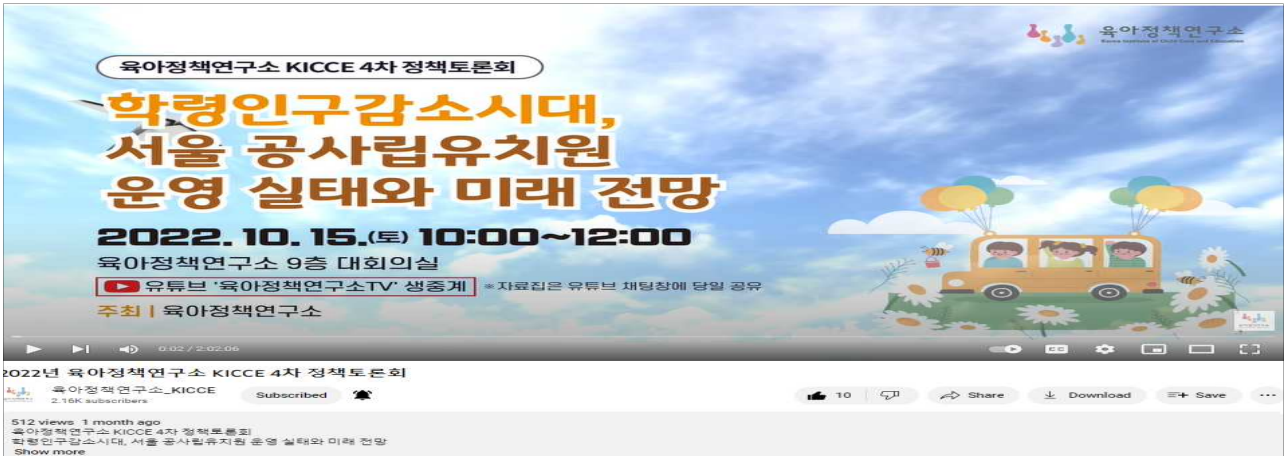 육아정책연구소
Korea Institute of Child Care and Education
육아정책연구소 KICCE 4차 정책토론회
학령인구감소시대,
서울 공사립유치원
운영 실태와 미래 전망
2022. 10. 15.(토) 10:00~12:00
육아정책연구소 9층 대회의실
유튜브 '육아정책연구소TV' 생중계 *자료집은 유튜브 채팅창에 당일 공유
주최 | 육아정책연구소
0:02 / 2:02:06
CC
2022년 육아정책연구소 KICCE 4차 정책토론회
육아정책연구소_KICCE
2.16K subscribers
Subscribed
10
Share
Download
Save
512 views 1 month ago
육아정책연구소 KICCE 4차 정책토론회
학령인구감소시대, 서울 공사립유치원 운영 실태와 미래 전망
Show more